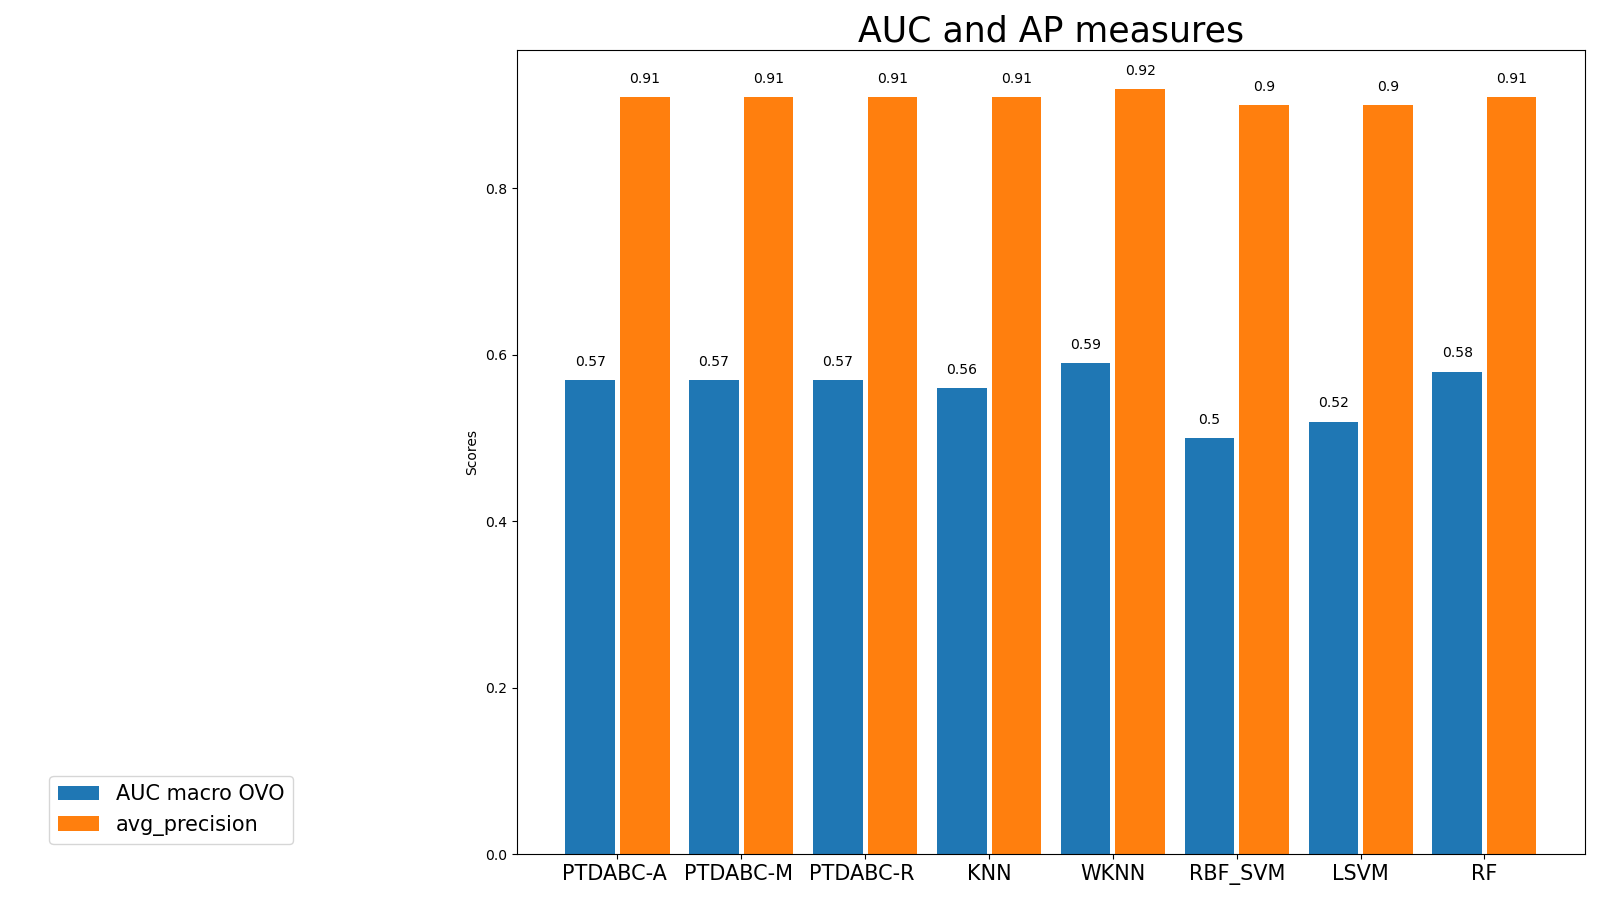 AUC and AP measures
0.91 0.91 0.91 0.91 0.92 0.9 0.9 0.91
0.57 0.57 0.57 0.56 0.59 0.5 0.52 0.58
Scores
0.8
0.6
0.4
0.2
0.0
PTDABC-A PTDABC-M PTDABC-R KNN WKNN RBF_SVM LSVM RF
AUC macro OVO
avg_precision